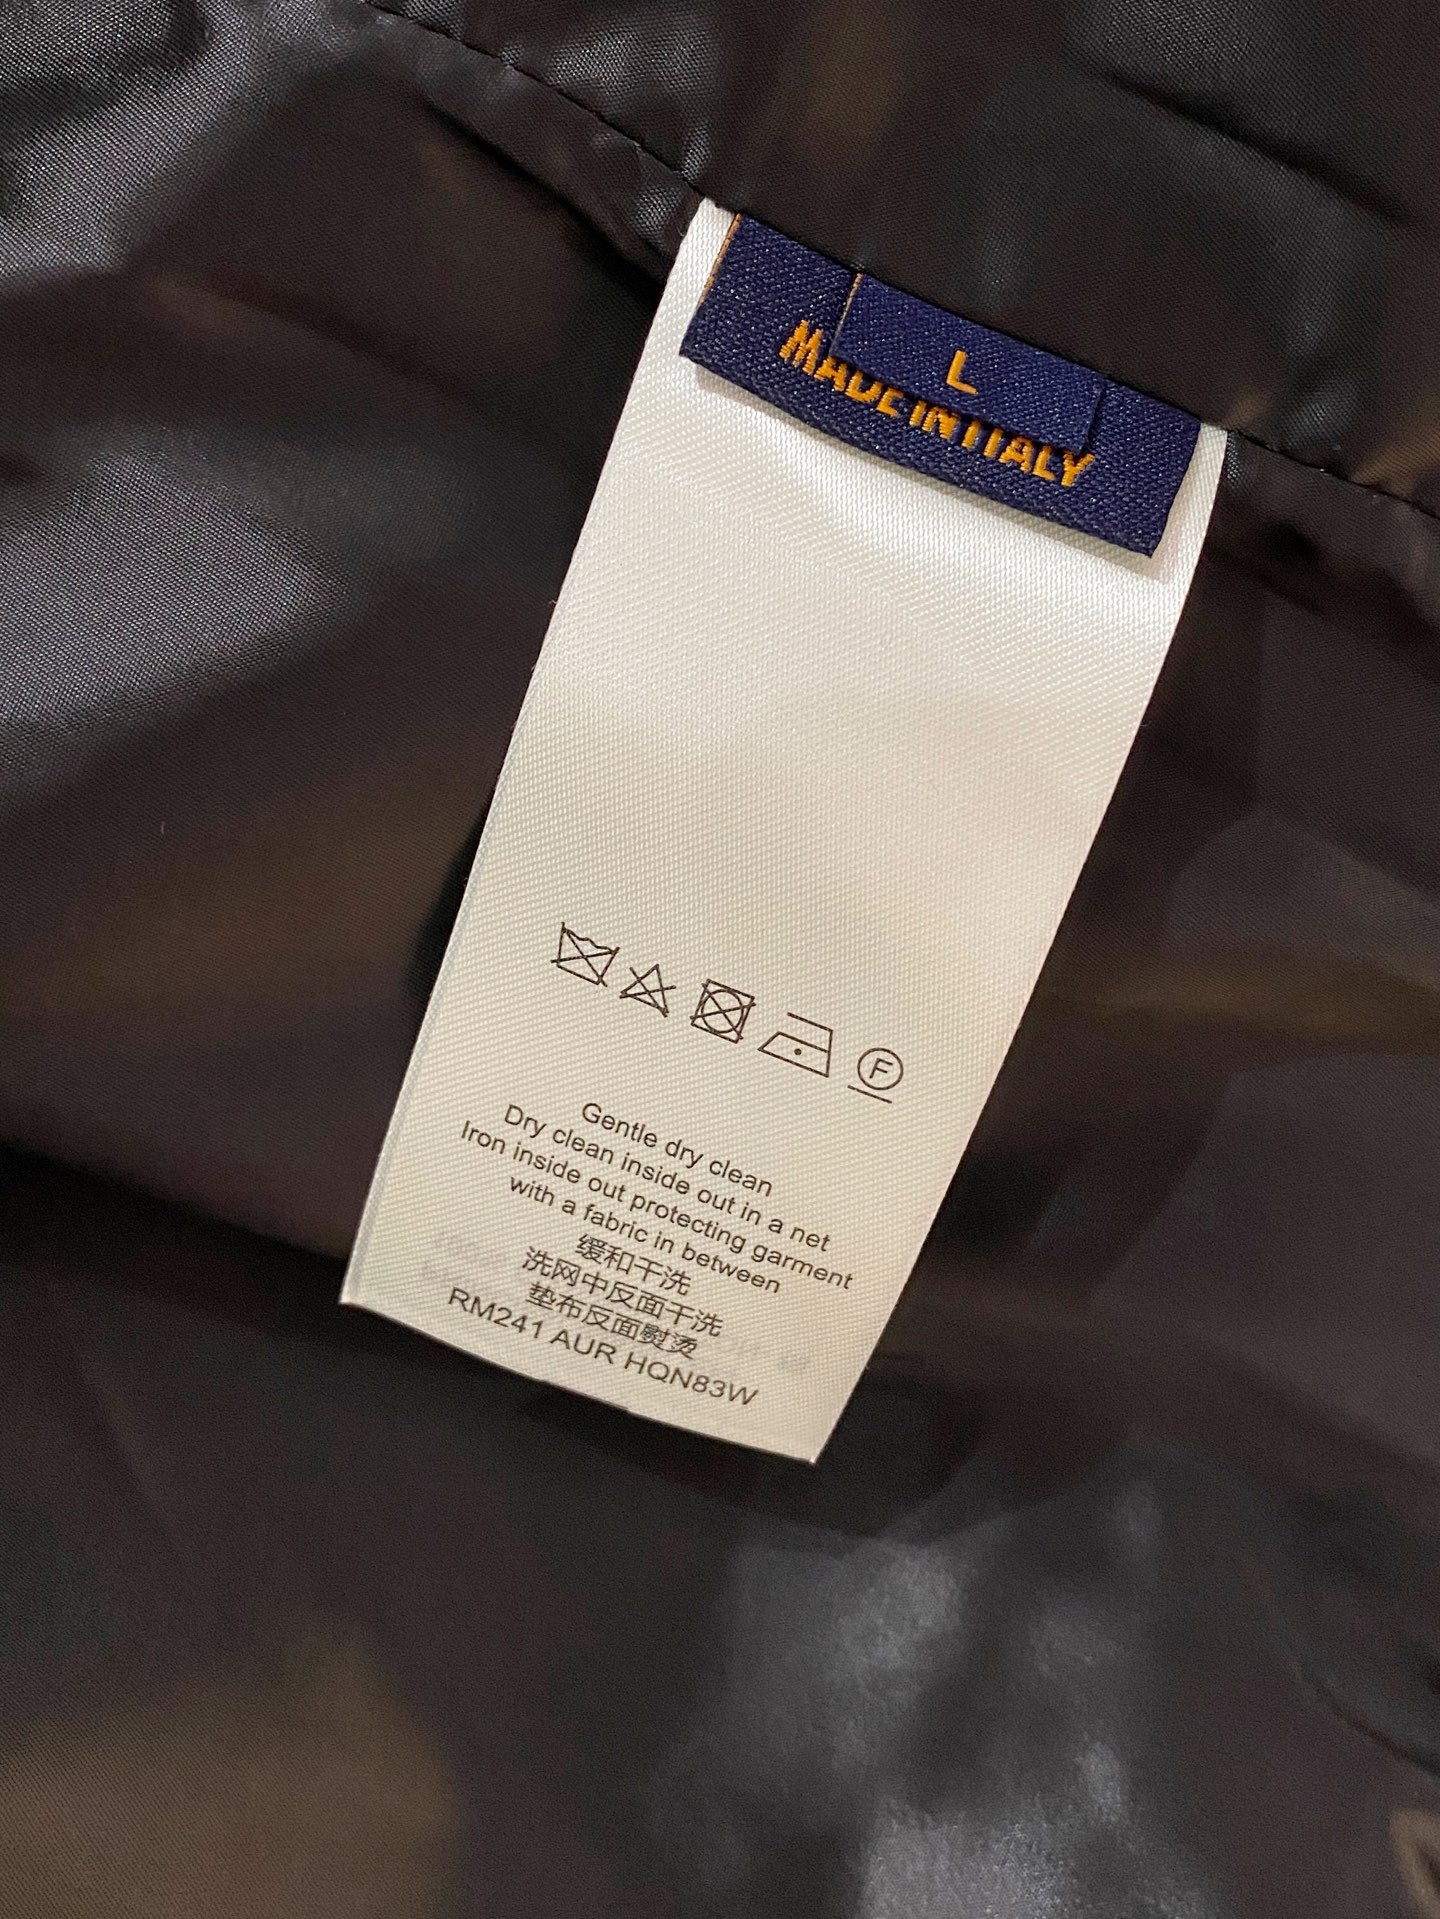 L
MADE IN ITALY
F
Gentle dry clean
Dry clean inside out in a net
Iron inside out protecting garment
with a fabric in between
缓和干洗
洗网中反面干洗
垫布反面熨烫
RM241 AUR HQN83W